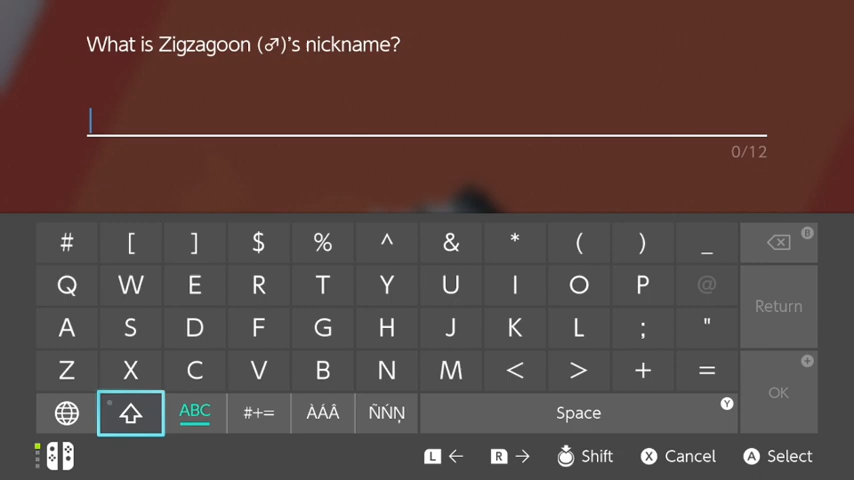 What is Zigzagoon (♂)'s nickname?
0/12
# [ ] $ % ^ & * ( ) _ B
Q W E R T Y U I O P @ Return
A S D F G H J K L ; "
Z X C V B N M < > + = OK +
ABC #+= ÀÁÂ ÑŃŅ Space Y
L ← R → Shift X Cancel A Select